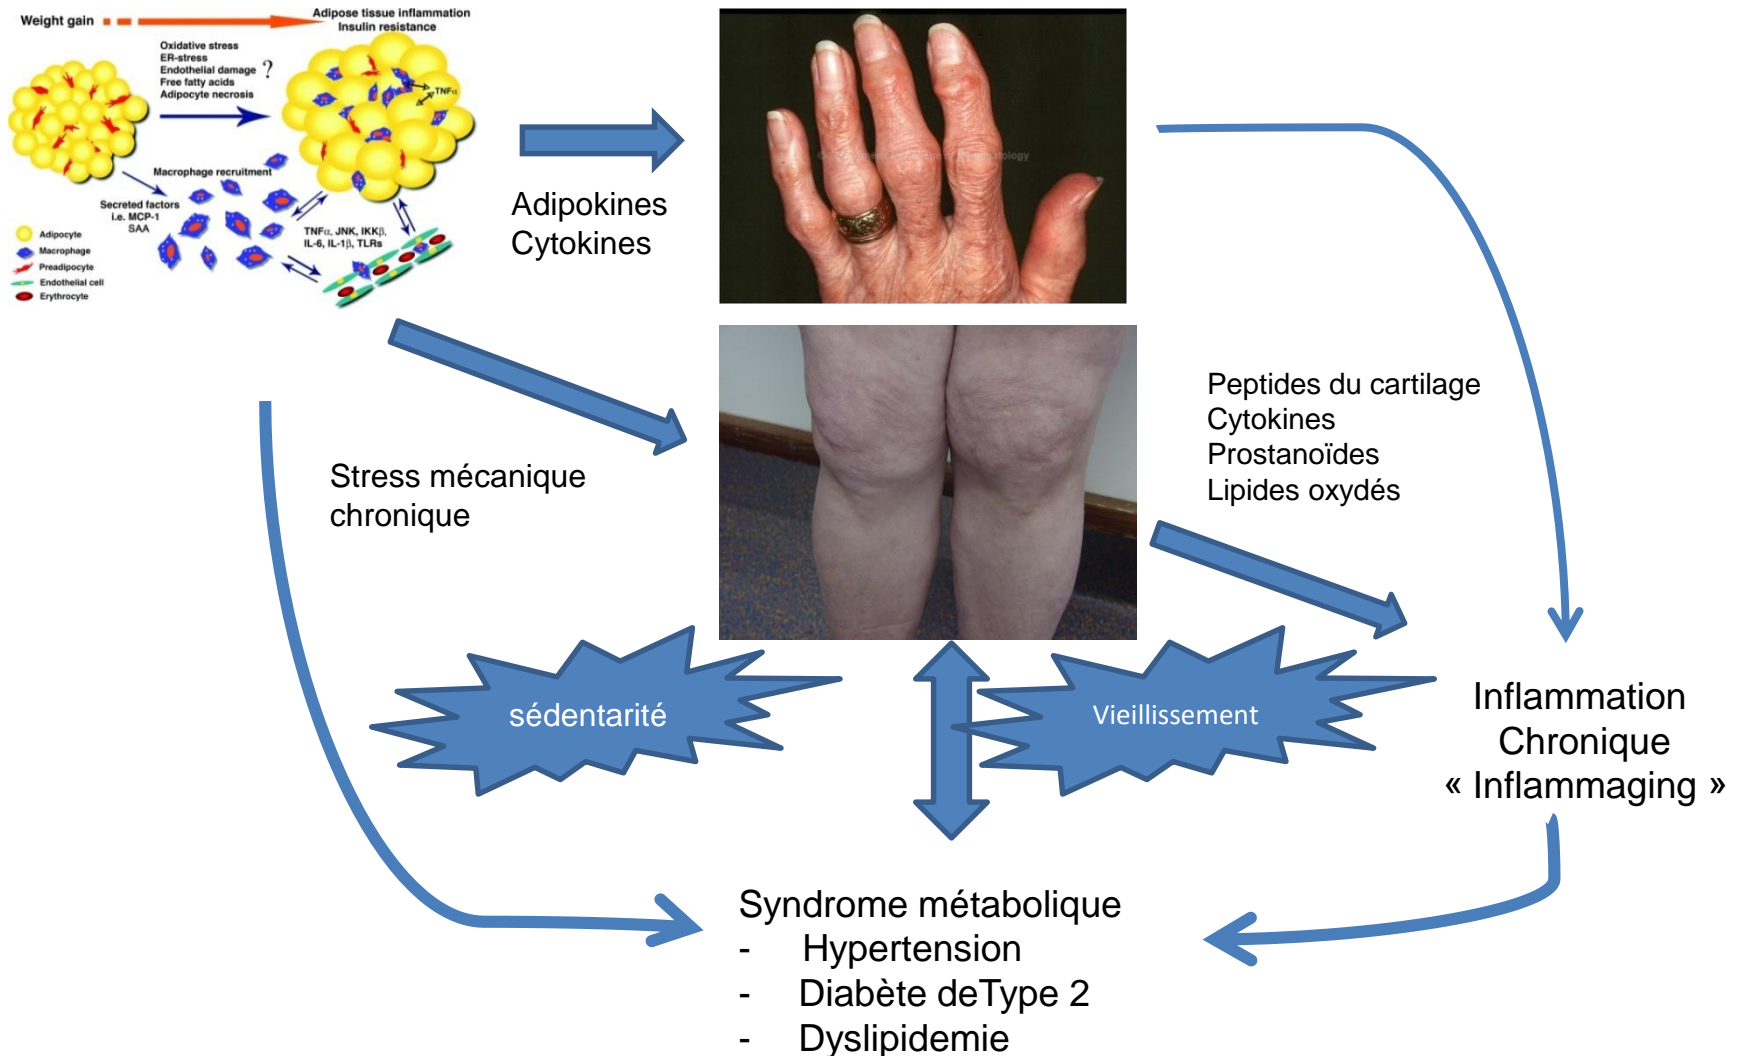 Weight gain
Adipose tissue inflammation
Insulin resistance
Oxidative stress
ER-stress
Endothelial damage
Free fatty acids
Adipocyte necrosis
?
TNFα
Macrophage recruitment
Secreted factors
i.e. MCP-1
SAA
TNFα, JNK, IKKβ,
IL-6, IL-1β, TLRs
Adipocyte
Macrophage
Preadipocyte
Endothelial cell
Erythrocyte
Adipokines
Cytokines
Stress mécanique
chronique
Peptides du cartilage
Cytokines
Prostanoïdes
Lipides oxydés
sédentarité
Vieillissement
Inflammation
Chronique
« Inflammaging »
Syndrome métabolique
- Hypertension
- Diabète deType 2
- Dyslipidemie